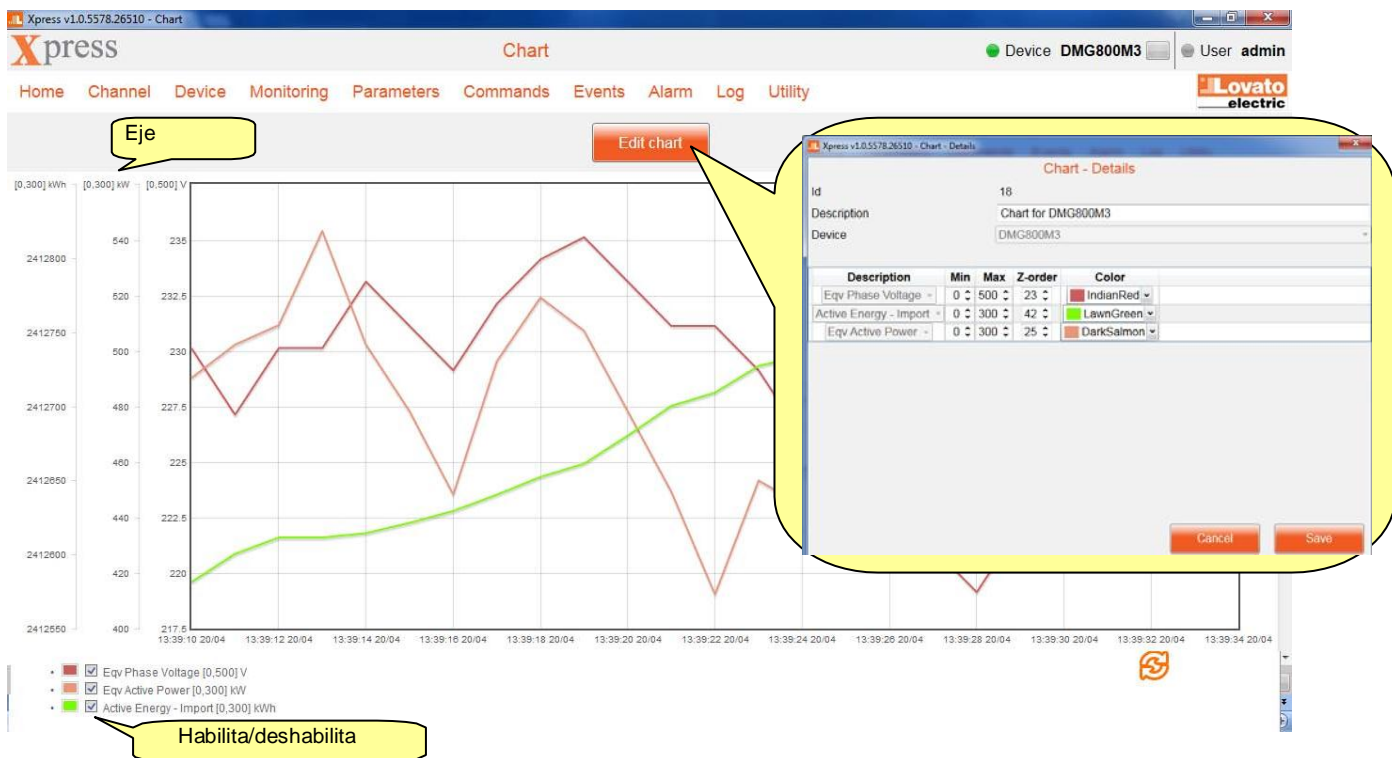 Xpress v1.0.5578.26510 - Chart
Xpress
Chart
Device DMG800M3
User admin
Home Channel Device Monitoring Parameters Commands Events Alarm Log Utility
Lovato
electric
Eje
Edit chart
[0,300] kWh [0,300] kW [0,500] V
540 235
2412800
520 232.5
2412750
500 230
2412700 480 227.5
460 225
2412650
440 222.5
2412600
420 220
2412550 400 217.5
13:39:10 20/04 13:39:12 20/04 13:39:14 20/04 13:39:16 20/04 13:39:18 20/04 13:39:20 20/04 13:39:22 20/04 13:39:24 20/04 13:39:26 20/04 13:39:28 20/04 13:39:30 20/04 13:39:32 20/04 13:39:34 20/04
Xpress v1.0.5578.26510 - Chart - Details
Chart - Details
Id 18
Description Chart for DMG800M3
Device DMG800M3
Description Min Max Z-order Color
Eqv Phase Voltage 0 500 23 IndianRed
Active Energy - Import 0 300 42 LawnGreen
Eqv Active Power 0 300 25 DarkSalmon
Cancel Save
Eqv Phase Voltage [0,500] V
Eqv Active Power [0,300] kW
Active Energy - Import [0,300] kWh
Habilita/deshabilita